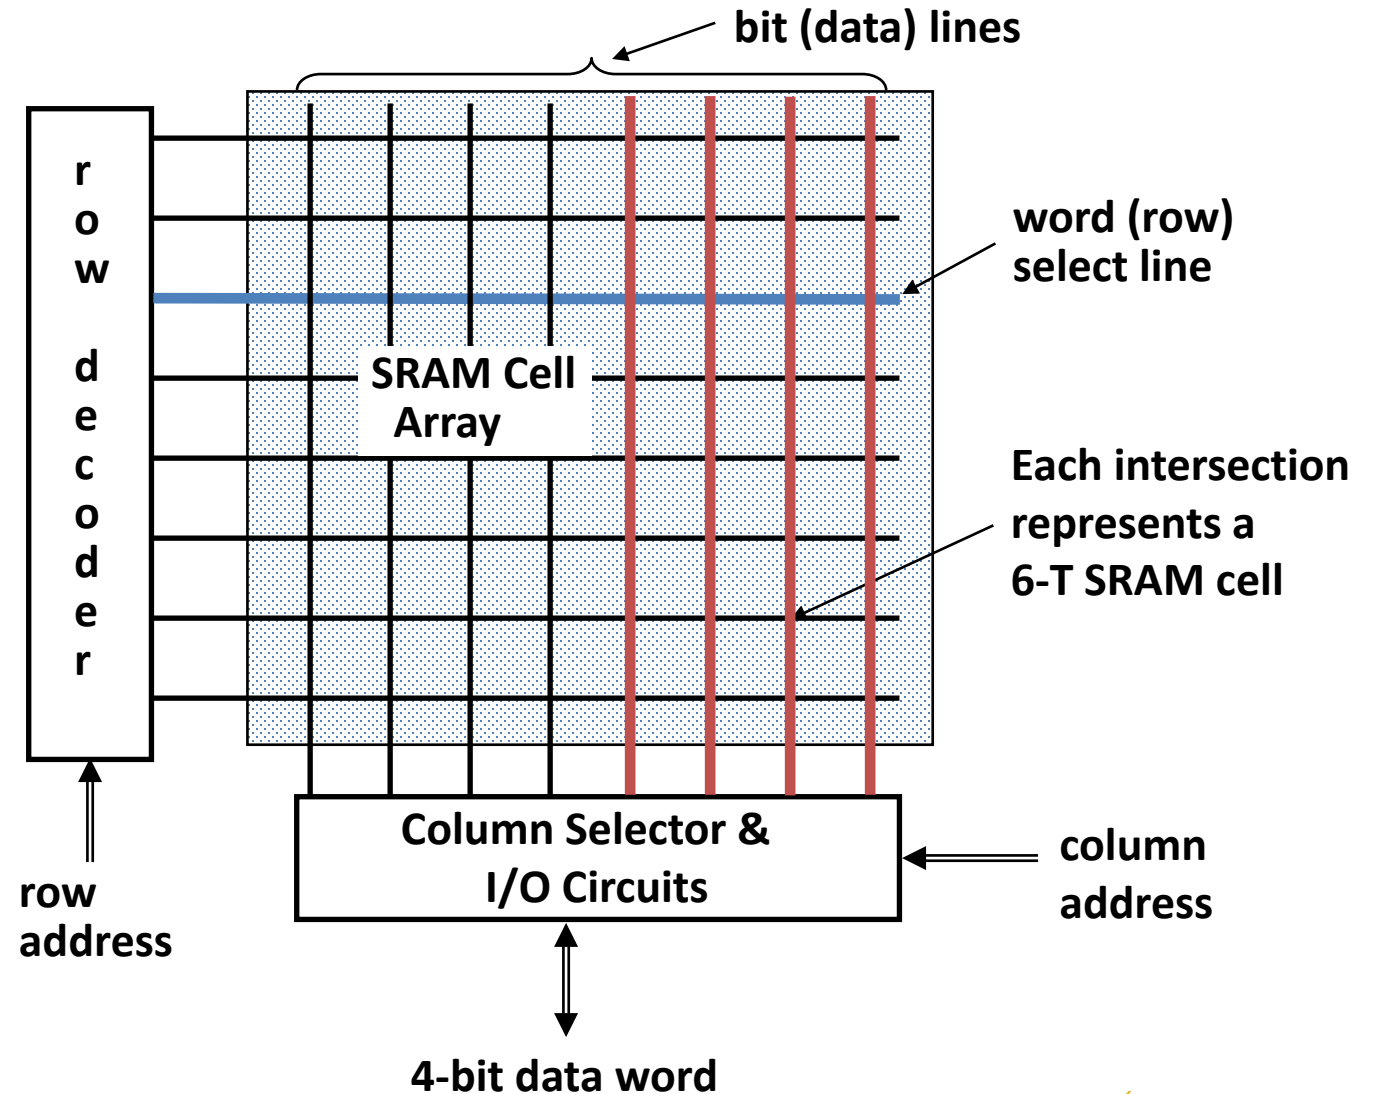 bit (data) lines
r
o
w
d
e
c
o
d
e
r
word (row)
select line
SRAM Cell
Array
Each intersection
represents a
6-T SRAM cell
Column Selector &
I/O Circuits
column
address
row
address
4-bit data word